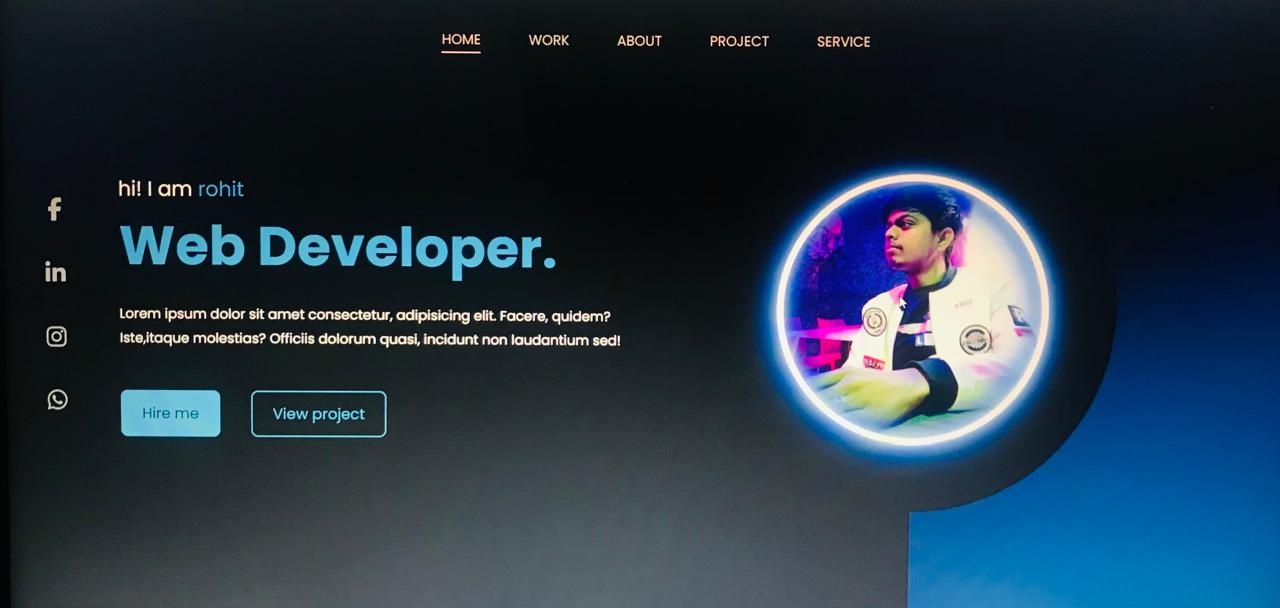 HOME WORK ABOUT PROJECT SERVICE
hi! I am rohit
Web Developer.
Lorem ipsum dolor sit amet consectetur, adipisicing elit. Facere, quidem?
Iste,itaque molestias? Officiis dolorum quasi, incidunt non laudantium sed!
Hire me View project